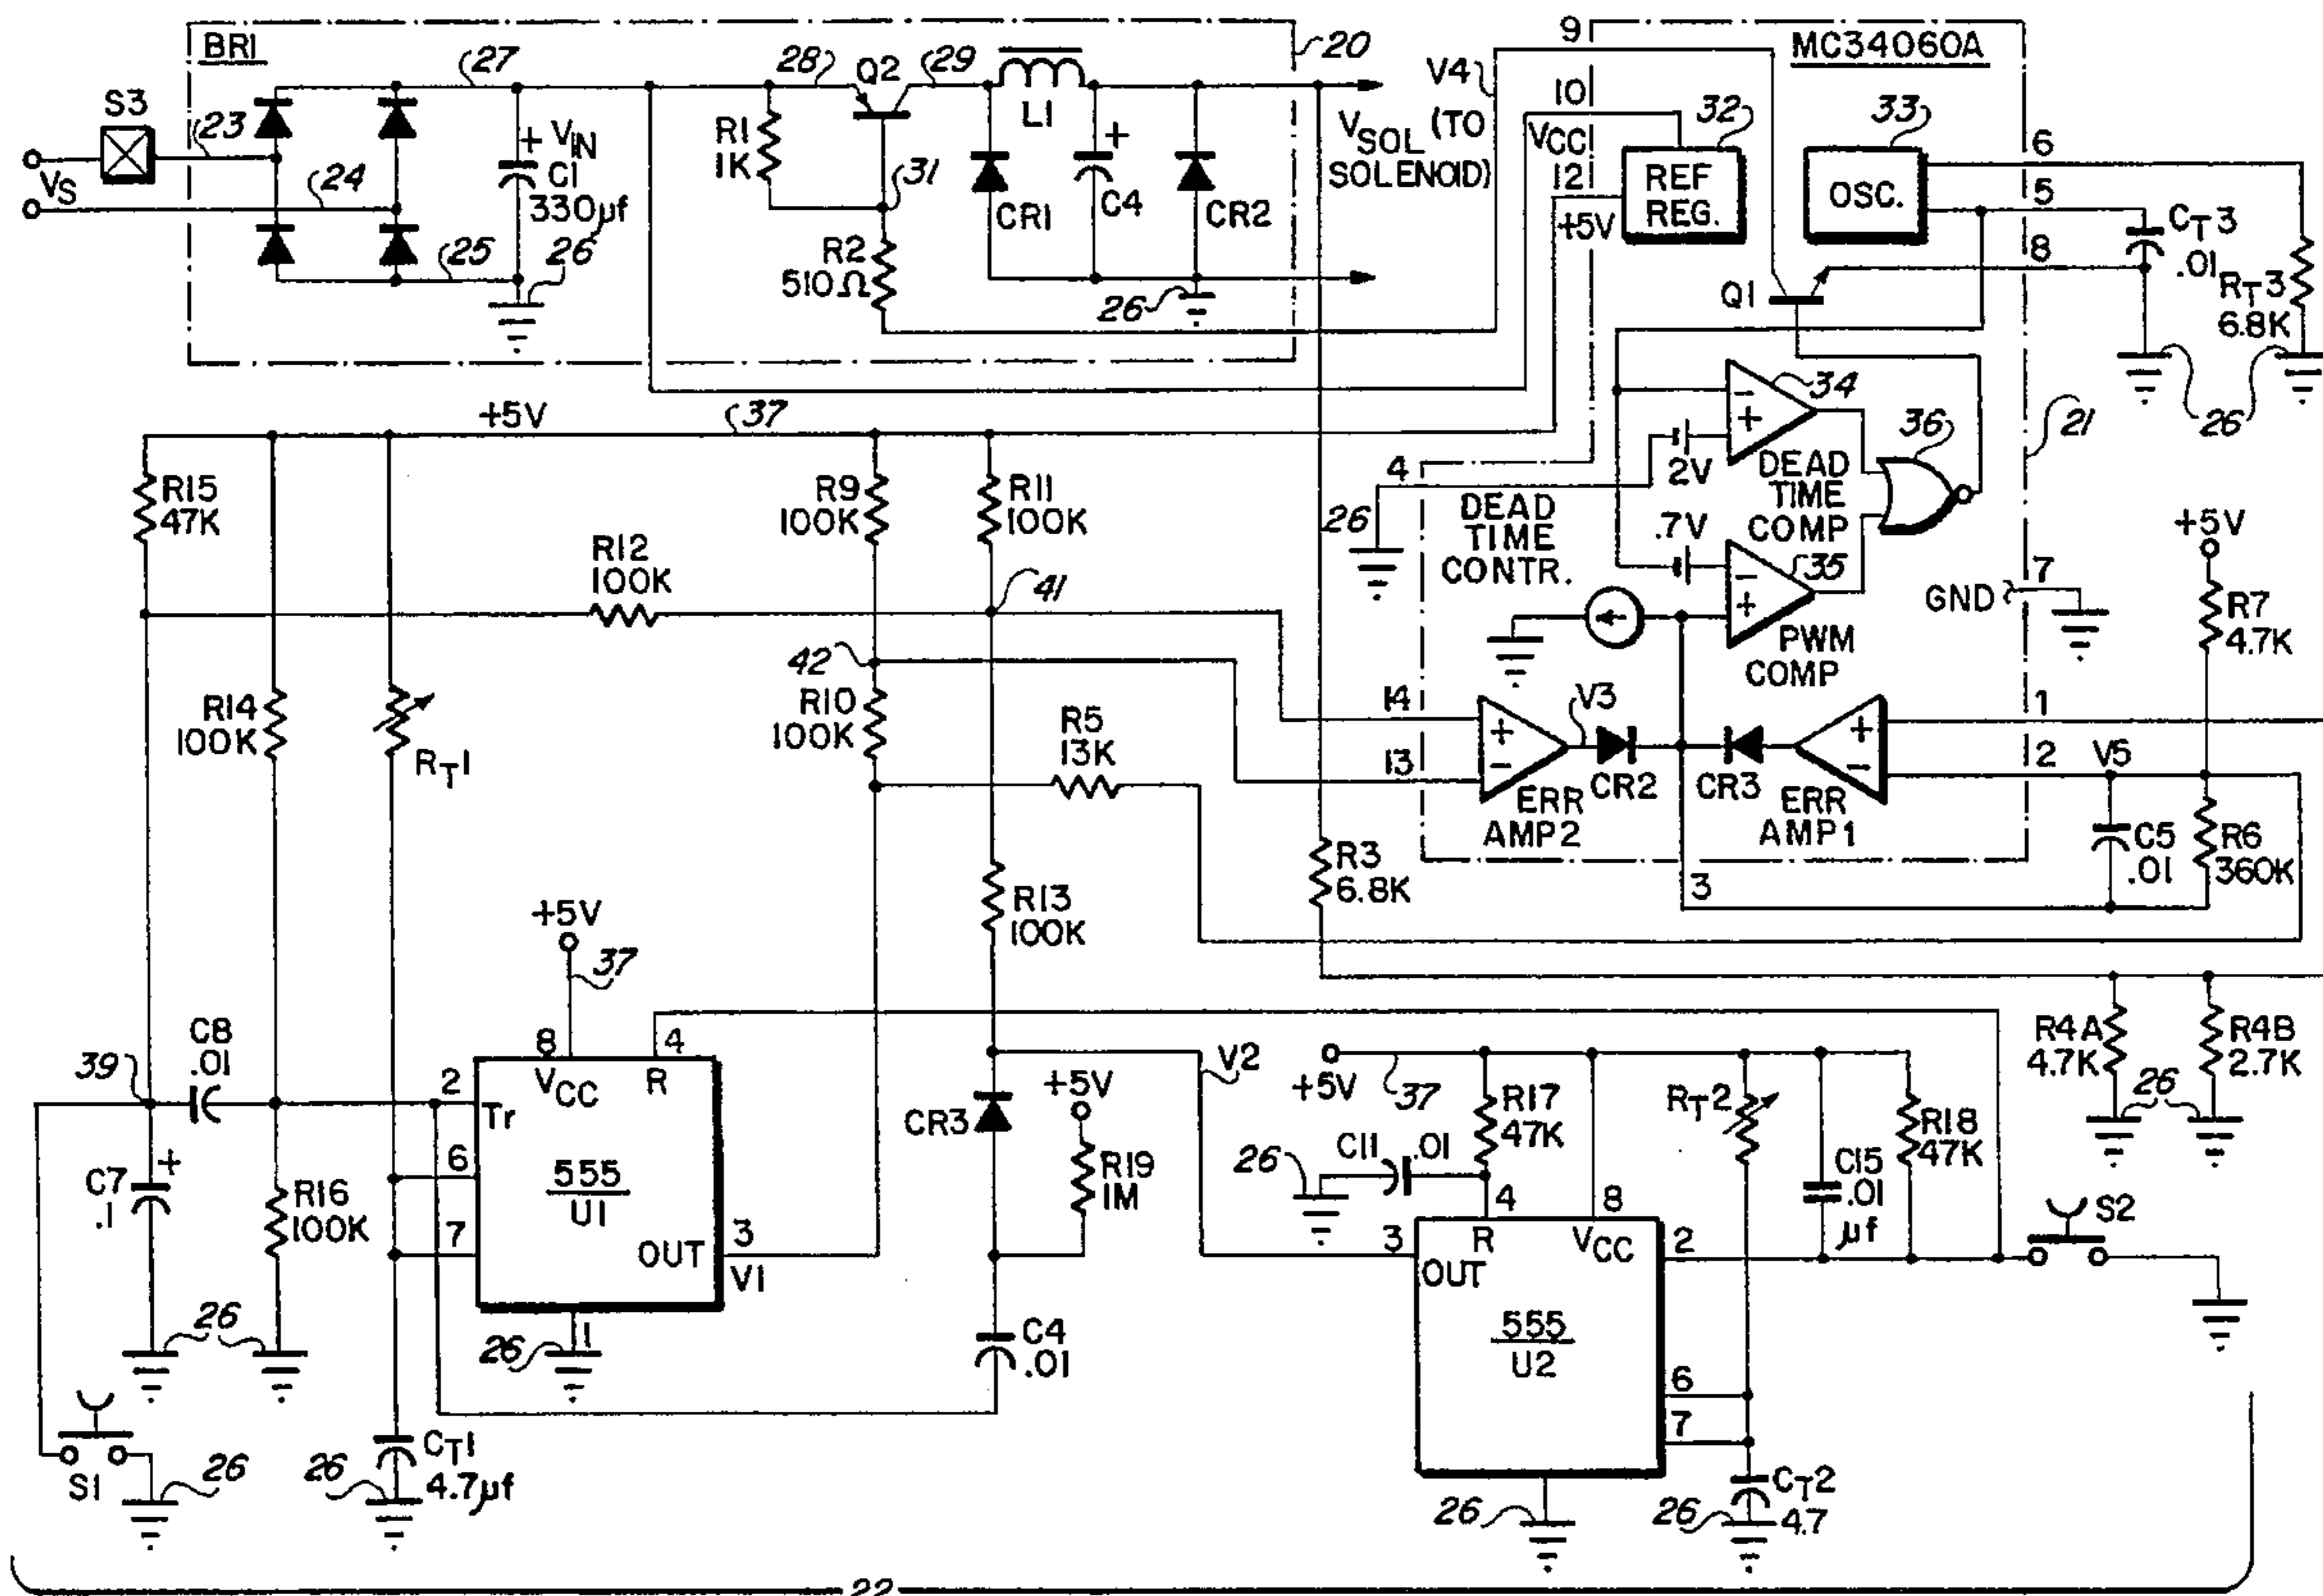 BR1
S3
23
VS
24
27
VIN
+
C1
330µf
25
26
28
Q2
29
R1
1K
31
R2
510Ω
L1
CR1
+
C4
CR2
26
20
V4
VSOL (TO
SOLENOID)
9
10
VCC
12
+5V
MC34060A
32
REF
REG.
33
OSC.
6
5
8
CT3
.01
RT3
6.8K
Q1
26
34
-
+
2V
DEAD
TIME
COMP
36
21
4
DEAD
TIME
CONTR.
.7V
-
+
35
PWM
COMP
GND
7
+5V
R7
4.7K
+5V
37
R15
47K
R12
100K
R9
100K
R11
100K
26
41
42
R14
100K
RT1
R10
100K
R5
13K
14
13
+
-
V3
CR2
CR3
+
-
ERR
AMP2
ERR
AMP1
1
2
V5
C5
.01
R6
360K
3
R3
6.8K
R13
100K
+5V
37
C8
.01
39
8
4
VCC
R
2
Tr
6
7
555
U1
OUT
3
V1
1
26
C7
.1
+
R16
100K
26
S1
26
CT1
4.7µf
26
V2
CR3
+5V
R19
1M
C4
.01
+5V
37
R17
47K
C11
.01
26
RT2
C15
.01
µf
R18
47K
R4A
4.7K
R4B
2.7K
26
S2
4
8
R
VCC
3
OUT
2
555
U2
6
7
26
CT2
4.7
26
22